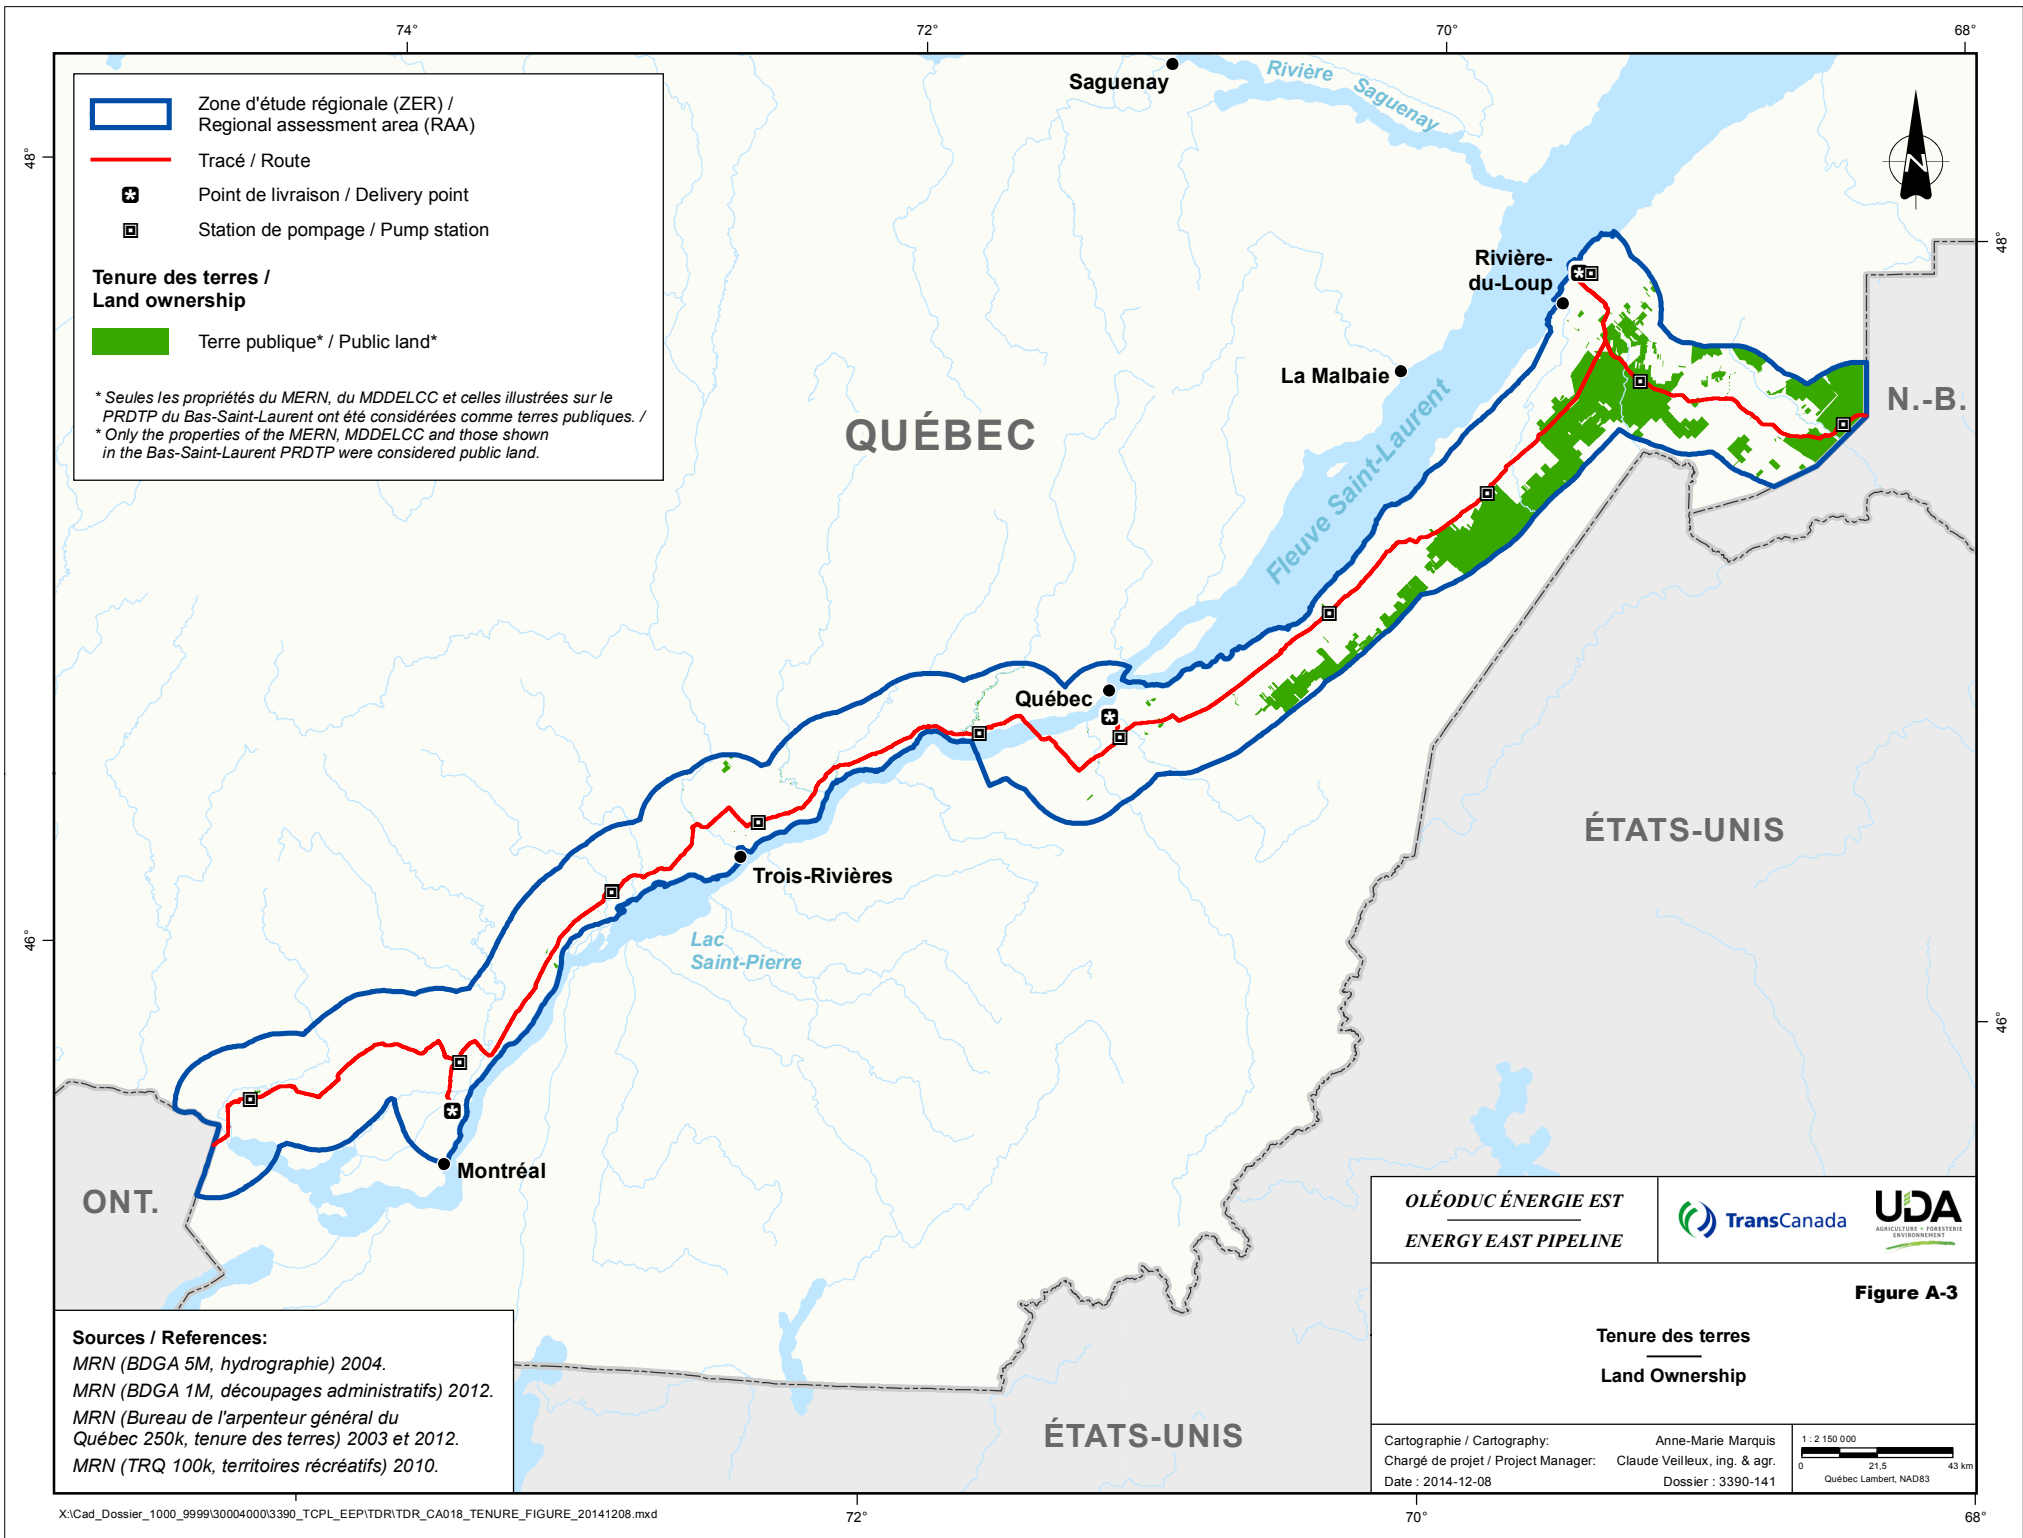 74°
72°
70°
68°
48°
48°
46°
46°
72°
70°
68°
Zone d'étude régionale (ZER) /
Regional assessment area (RAA)
Tracé / Route
Point de livraison / Delivery point
Station de pompage / Pump station
Tenure des terres /
Land ownership
Terre publique* / Public land*
* Seules les propriétés du MERN, du MDDELCC et celles illustrées sur le
PRDTP du Bas-Saint-Laurent ont été considérées comme terres publiques. /
* Only the properties of the MERN, MDDELCC and those shown
in the Bas-Saint-Laurent PRDTP were considered public land.
Saguenay
Rivière
Saguenay
N
Rivière-
du-Loup
La Malbaie
N.-B.
QUÉBEC
Fleuve Saint-Laurent
Québec
ÉTATS-UNIS
Trois-Rivières
Lac
Saint-Pierre
Montréal
ONT.
ÉTATS-UNIS
Sources / References:
MRN (BDGA 5M, hydrographie) 2004.
MRN (BDGA 1M, découpages administratifs) 2012.
MRN (Bureau de l'arpenteur général du
Québec 250k, tenure des terres) 2003 et 2012.
MRN (TRQ 100k, territoires récréatifs) 2010.
OLÉODUC ÉNERGIE EST
ENERGY EAST PIPELINE
TransCanada
UDA
AGRICULTURE • FORESTERIE
ENVIRONNEMENT
Figure A-3
Tenure des terres
Land Ownership
Cartographie / Cartography: Anne-Marie Marquis
Chargé de projet / Project Manager: Claude Veilleux, ing. & agr.
Date : 2014-12-08 Dossier : 3390-141
1 : 2 150 000
0 21,5 43 km
Québec Lambert, NAD83
X:\Cad_Dossier_1000_9999\30004000\3390_TCPL_EEP\TDR\TDR_CA018_TENURE_FIGURE_20141208.mxd